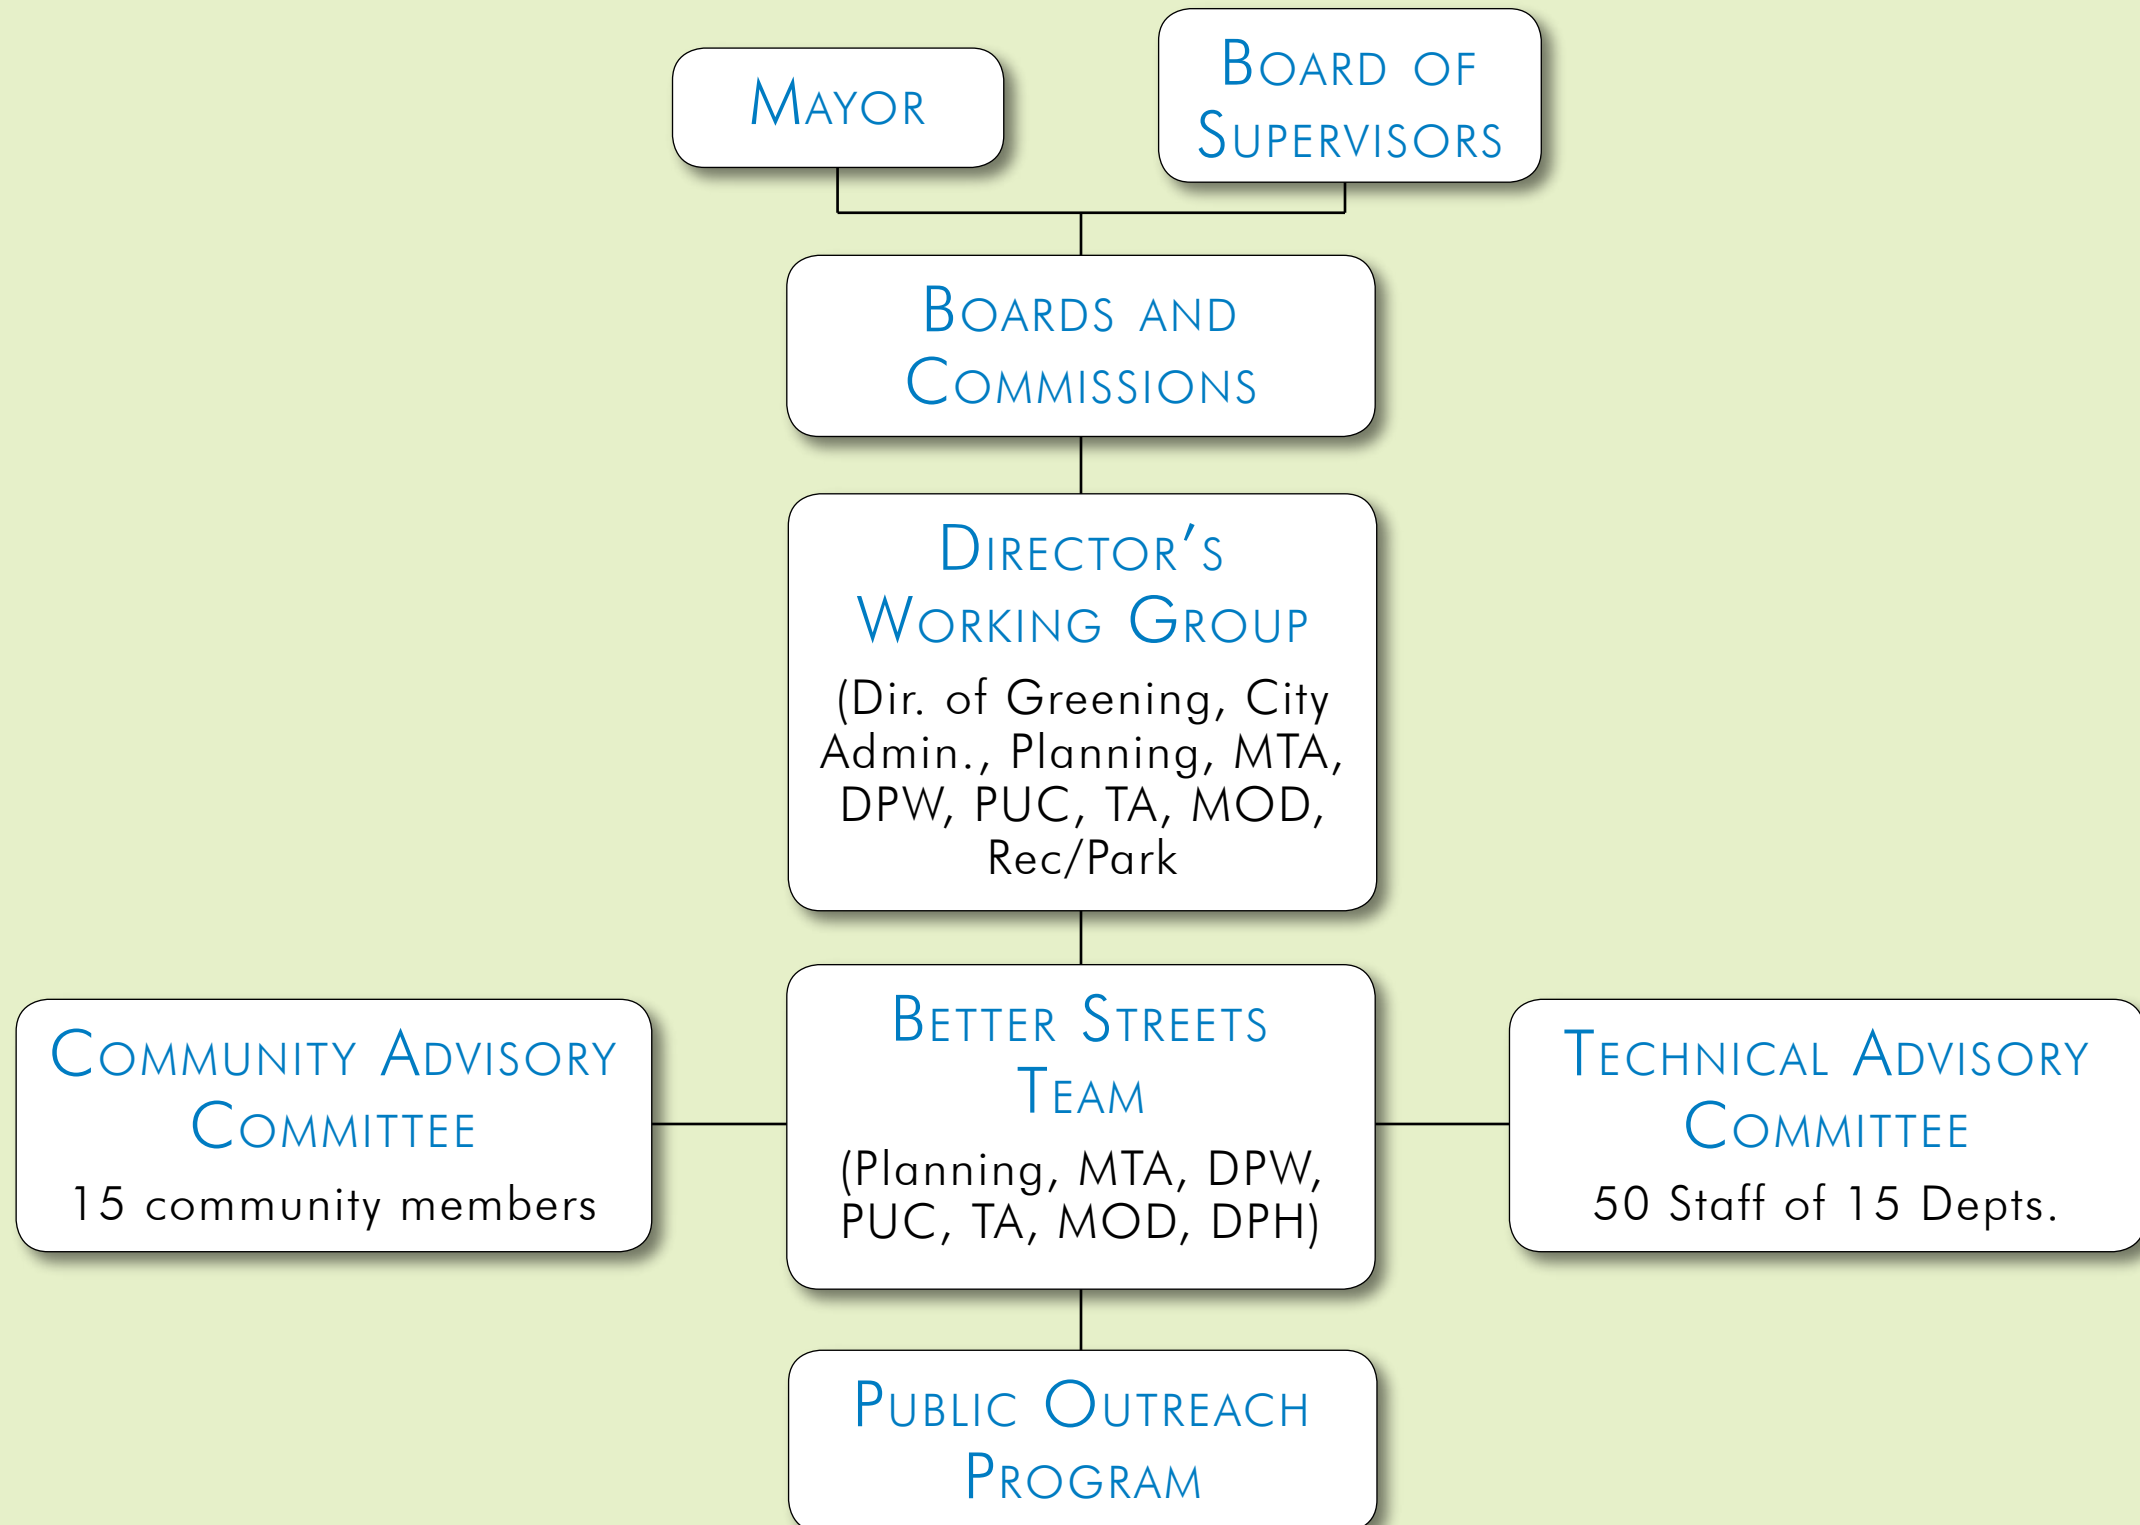 Mayor
Board of
Supervisors
Boards and
Commissions
Director's
Working Group
(Dir. of Greening, City
Admin., Planning, MTA,
DPW, PUC, TA, MOD,
Rec/Park
Community Advisory
Committee
15 community members
Better Streets
Team
(Planning, MTA, DPW,
PUC, TA, MOD, DPH)
Technical Advisory
Committee
50 Staff of 15 Depts.
Public Outreach
Program